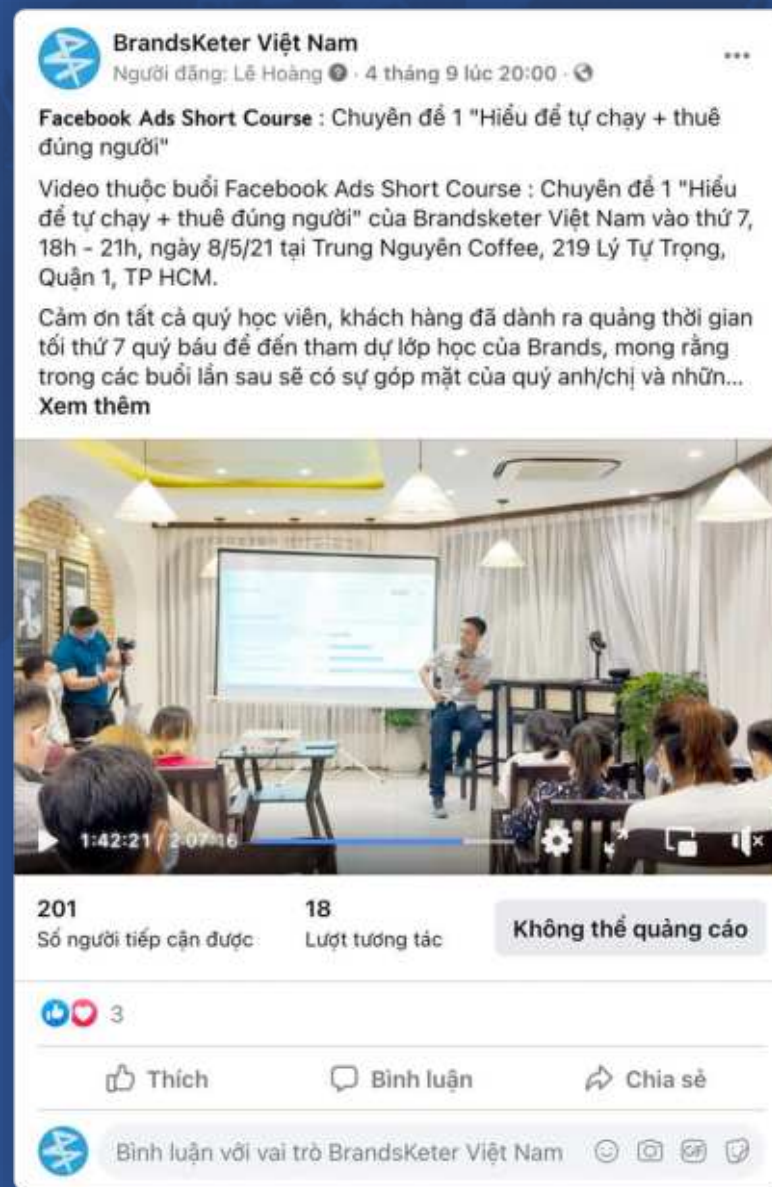 BrandsKeter Việt Nam
Người đăng: Lê Hoàng · 4 tháng 9 lúc 20:00 ·
Facebook Ads Short Course : Chuyên đề 1 "Hiểu để tự chạy + thuê
đúng người"
Video thuộc buổi Facebook Ads Short Course : Chuyên đề 1 "Hiểu
để tự chạy + thuê đúng người" của Brandsketer Việt Nam vào thứ 7,
18h - 21h, ngày 8/5/21 tại Trung Nguyên Coffee, 219 Lý Tự Trọng,
Quận 1, TP HCM.
Cảm ơn tất cả quý học viên, khách hàng đã dành ra quảng thời gian
tối thứ 7 quý báu để đến tham dự lớp học của Brands, mong rằng
trong các buổi lần sau sẽ có sự góp mặt của quý anh/chị và nhữn...
Xem thêm
1:42:21 / 2:07:16
201
Số người tiếp cận được
18
Lượt tương tác
Không thể quảng cáo
3
Thích
Bình luận
Chia sẻ
Bình luận với vai trò BrandsKeter Việt Nam
GIF